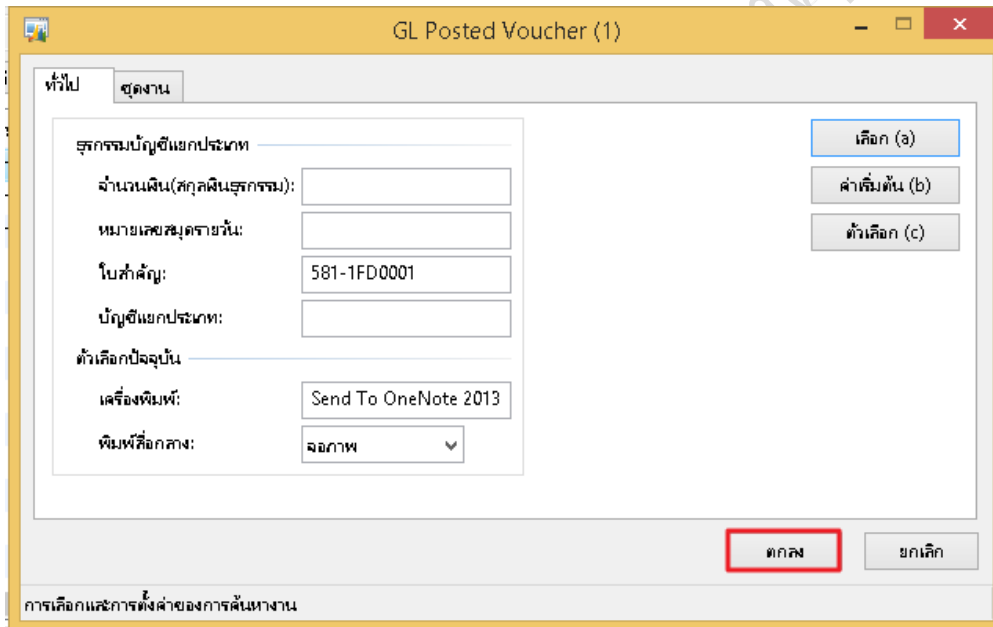 GL Posted Voucher (1)
ทั่วไป
ชุดงาน
ธุรกรรมบัญชีแยกประเภท
จำนวนเงิน(สกุลเงินธุรกรรม):
หมายเลขสมุดรายวัน:
ใบสำคัญ: 581-1FD0001
บัญชีแยกประเภท:
ตัวเลือกปัจจุบัน
เครื่องพิมพ์: Send To OneNote 2013
พิมพ์สื่อกลาง: จอภาพ
เลือก (a)
ค่าเริ่มต้น (b)
ตัวเลือก (c)
ตกลง
ยกเลิก
การเลือกและการตั้งค่าของการค้นหางาน